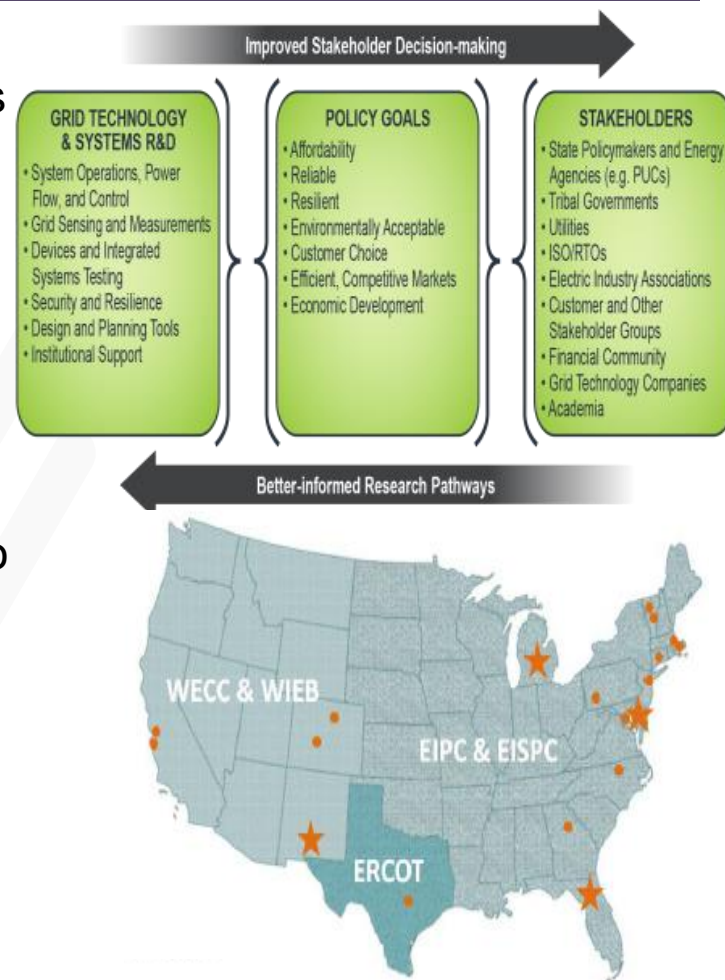 Improved Stakeholder Decision-making
s
GRID TECHNOLOGY
& SYSTEMS R&D
• System Operations, Power
Flow, and Control
• Grid Sensing and Measurements
• Devices and Integrated
Systems Testing
• Security and Resilience
• Design and Planning Tools
• Institutional Support
POLICY GOALS
• Affordability
• Reliable
• Resilient
• Environmentally Acceptable
• Customer Choice
• Efficient, Competitive Markets
• Economic Development
STAKEHOLDERS
• State Policymakers and Energy
Agencies (e.g. PUCs)
• Tribal Governments
• Utilities
• ISO/RTOs
• Electric Industry Associations
• Customer and Other
Stakeholder Groups
• Financial Community
• Grid Technology Companies
• Academia
Better-informed Research Pathways
WECC & WIEB
EIPC & EISPC
ERCOT